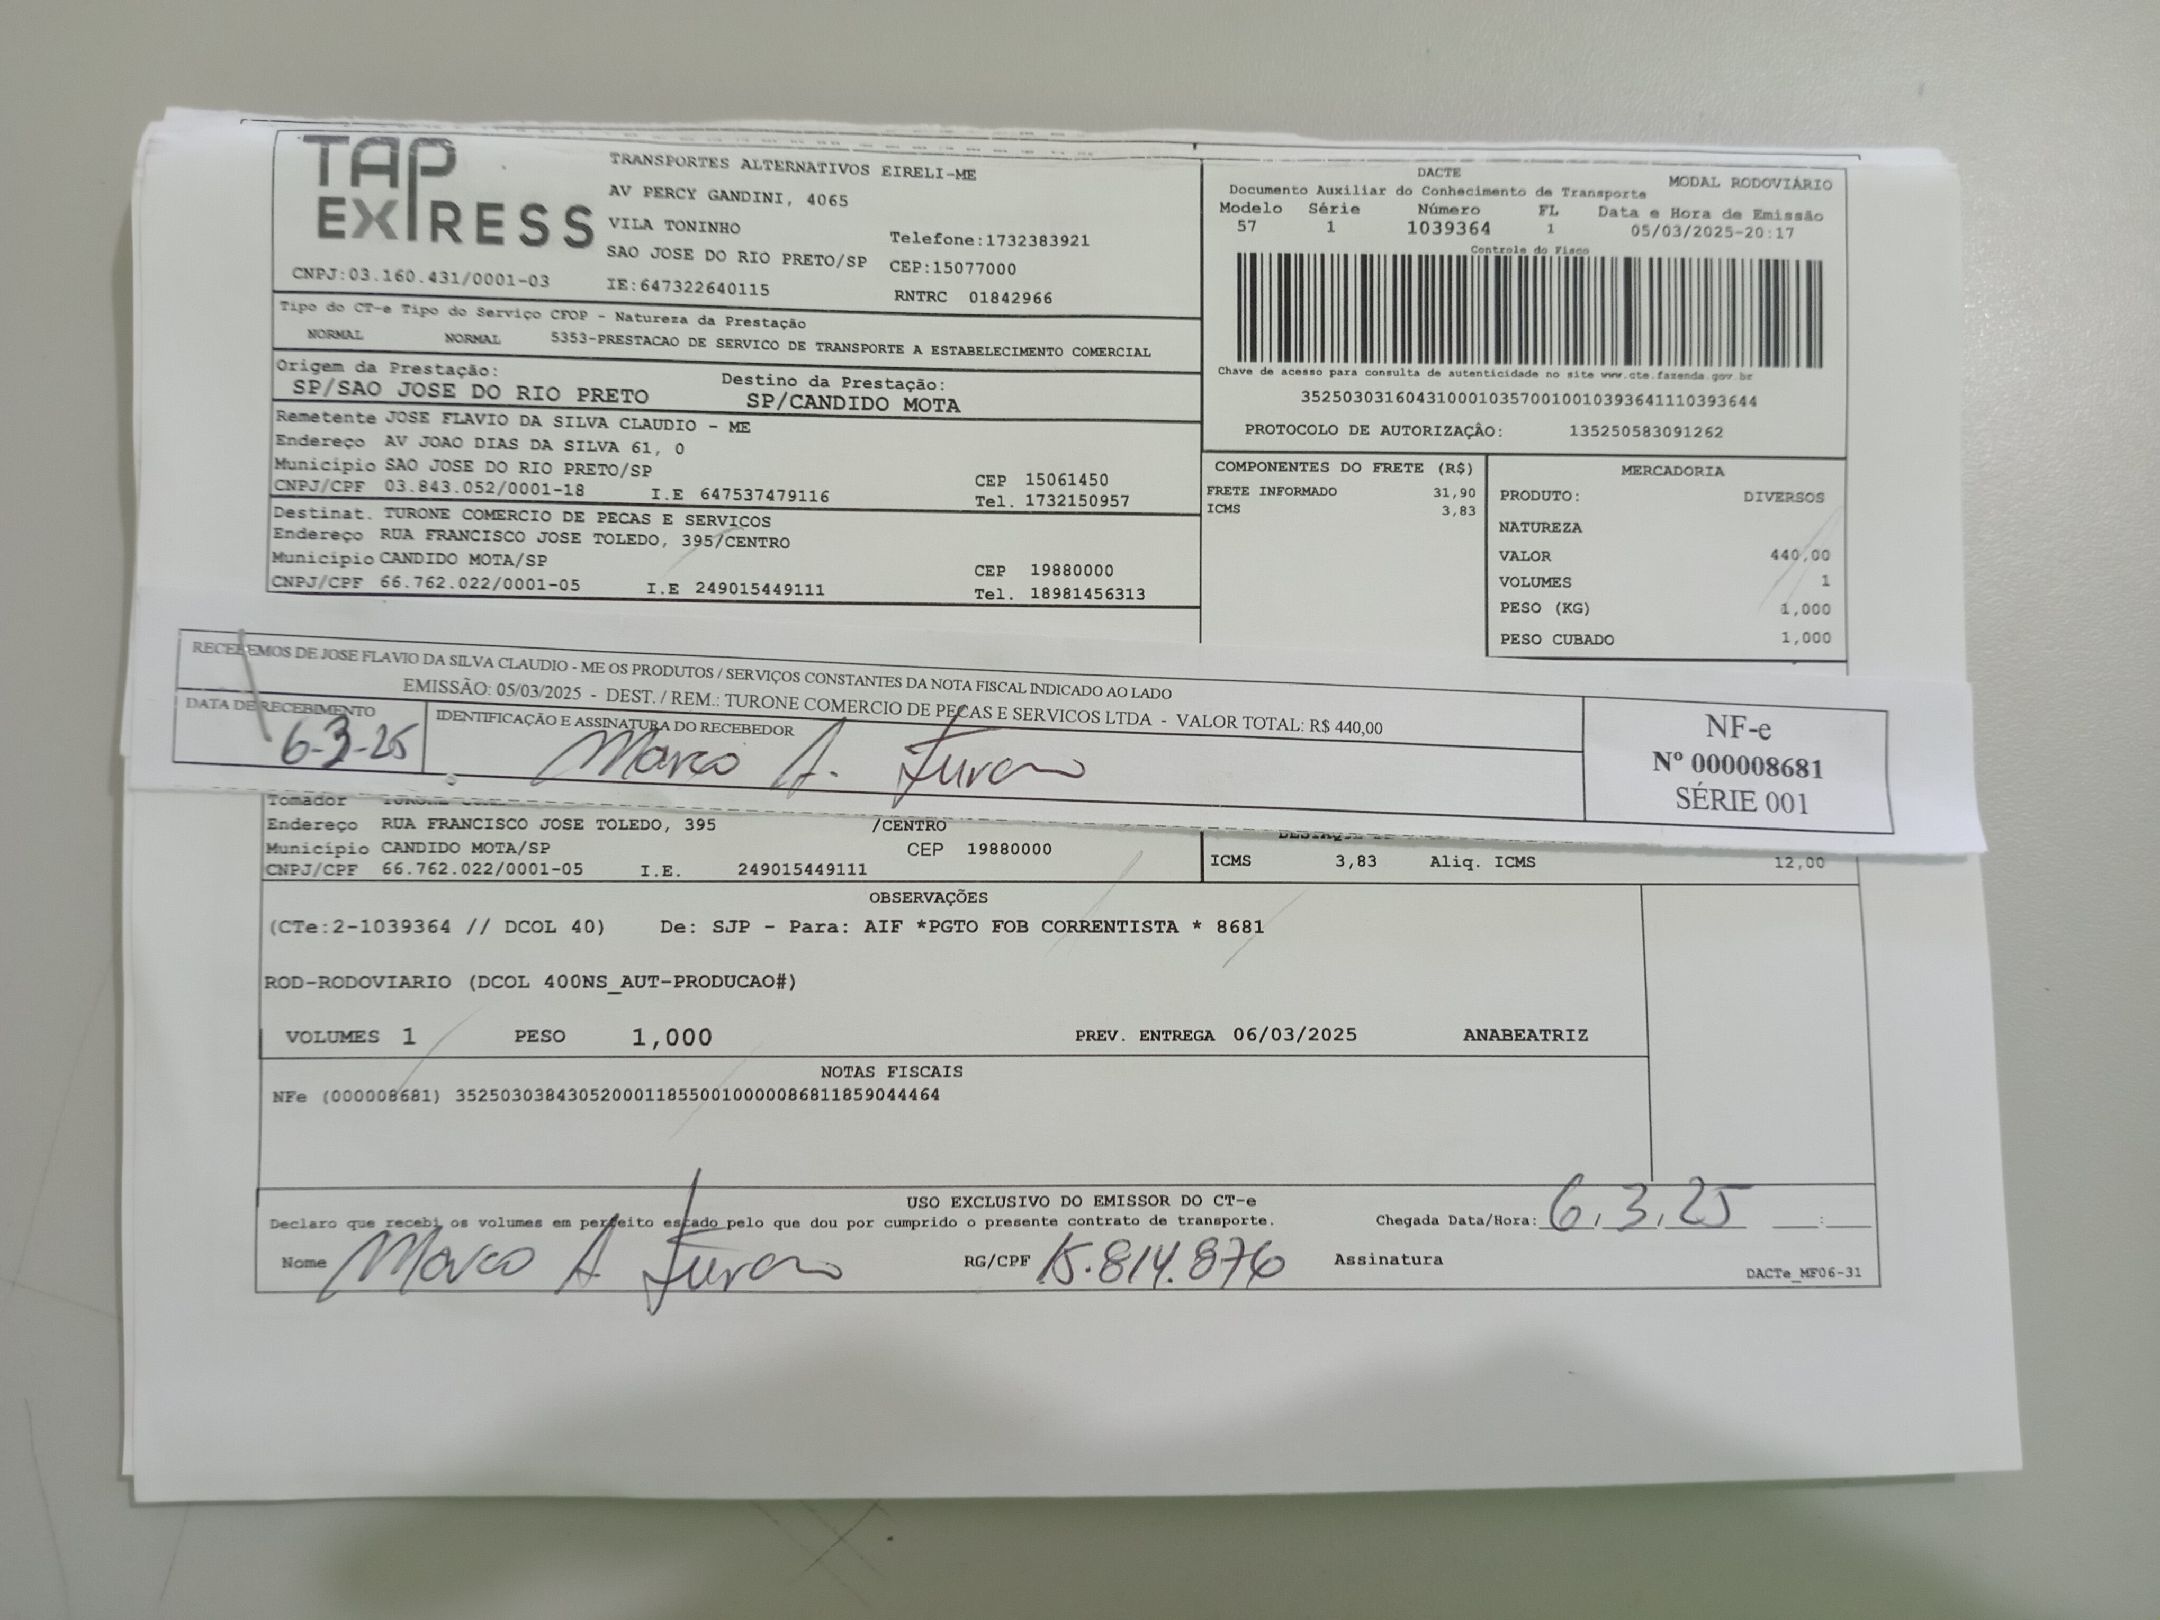 TAP EXPRESS
TRANSPORTES ALTERNATIVOS EIRELI-ME
AV PERCY GANDINI, 4065
VILA TONINHO
SAO JOSE DO RIO PRETO/SP
Telefone:1732383921
CEP:15077000
CNPJ:03.160.431/0001-03
IE:647322640115
RNTRC 01842966
DACTE
MODAL RODOVIÁRIO
Documento Auxiliar do Conhecimento de Transporte
Modelo Série Número FL Data e Hora de Emissão
57 1 1039364 1 05/03/2025-20:17
Controle do Fisco
Chave de acesso para consulta de autenticidade no site www.cte.fazenda.gov.br
35250303160431000103570010010393641110393644
PROTOCOLO DE AUTORIZAÇÂO: 135250583091262
Tipo do CT-e Tipo do Serviço CFOP - Natureza da Prestação
NORMAL NORMAL 5353-PRESTACAO DE SERVICO DE TRANSPORTE A ESTABELECIMENTO COMERCIAL
Origem da Prestação: Destino da Prestação:
SP/SAO JOSE DO RIO PRETO SP/CANDIDO MOTA
Remetente JOSE FLAVIO DA SILVA CLAUDIO - ME
Endereço AV JOAO DIAS DA SILVA 61, 0
Município SAO JOSE DO RIO PRETO/SP CEP 15061450
CNPJ/CPF 03.843.052/0001-18 I.E 647537479116 Tel. 1732150957
Destinat. TURONE COMERCIO DE PECAS E SERVICOS
Endereço RUA FRANCISCO JOSE TOLEDO, 395/CENTRO
Município CANDIDO MOTA/SP CEP 19880000
CNPJ/CPF 66.762.022/0001-05 I.E 249015449111 Tel. 18981456313
COMPONENTES DO FRETE (R$)
FRETE INFORMADO 31,90
ICMS 3,83
MERCADORIA
PRODUTO: DIVERSOS
NATUREZA
VALOR 440,00
VOLUMES 1
PESO (KG) 1,000
PESO CUBADO 1,000
RECEBEMOS DE JOSE FLAVIO DA SILVA CLAUDIO - ME OS PRODUTOS / SERVIÇOS CONSTANTES DA NOTA FISCAL INDICADO AO LADO
EMISSÃO: 05/03/2025 - DEST. / REM.: TURONE COMERCIO DE PECAS E SERVICOS LTDA - VALOR TOTAL: R$ 440,00
DATA DE RECEBIMENTO IDENTIFICAÇÃO E ASSINATURA DO RECEBEDOR
6-3-25 Marco A.
NF-e
Nº 000008681
SÉRIE 001
Tomador
Endereço RUA FRANCISCO JOSE TOLEDO, 395 /CENTRO
Município CANDIDO MOTA/SP CEP 19880000
CNPJ/CPF 66.762.022/0001-05 I.E. 249015449111
ICMS 3,83 Aliq. ICMS 12,00
OBSERVAÇÕES
(CTe:2-1039364 // DCOL 40) De: SJP - Para: AIF *PGTO FOB CORRENTISTA * 8681
ROD-RODOVIARIO (DCOL 400NS_AUT-PRODUCAO#)
VOLUMES 1 PESO 1,000 PREV. ENTREGA 06/03/2025 ANABEATRIZ
NOTAS FISCAIS
NFe (000008681) 35250303843052000118550010000086811859044464
USO EXCLUSIVO DO EMISSOR DO CT-e
Declaro que recebi os volumes em perfeito estado pelo que dou por cumprido o presente contrato de transporte.
Chegada Data/Hora: 6/3/25 :
Nome Marco A. RG/CPF 15.814.876 Assinatura
DACTe_MF06-31